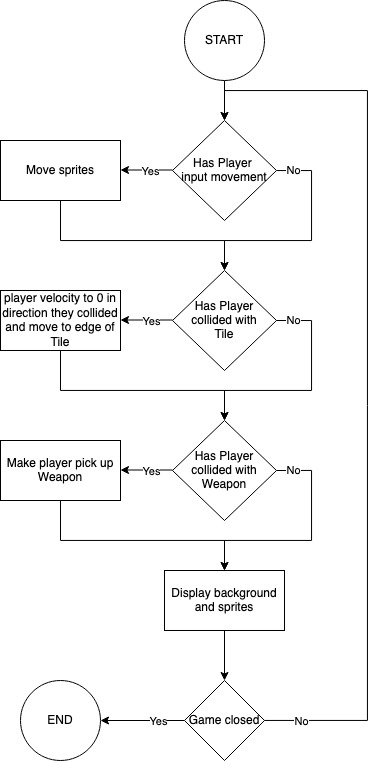 START
Has Player
input movement
Yes
No
Move sprites
Has Player
collided with
Tile
Yes
No
player velocity to 0 in
direction they collided
and move to edge of
Tile
Has Player
collided with
Weapon
Yes
No
Make player pick up
Weapon
Display background
and sprites
Game closed
Yes
No
END